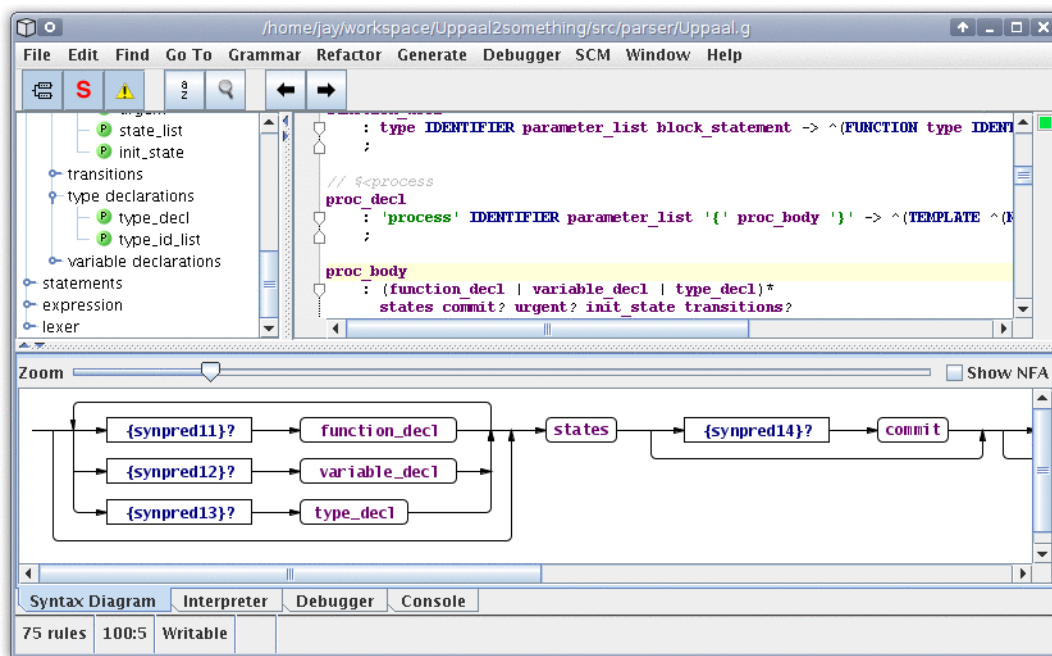 /home/jay/workspace/Uppaal2something/src/parser/Uppaal.g
File Edit Find Go To Grammar Refactor Generate Debugger SCM Window Help
S
a
z
state_list
init_state
transitions
type declarations
type_decl
type_id_list
variable declarations
statements
expression
lexer
: type IDENTIFIER parameter_list block_statement -> ^(FUNCTION type IDENT
;
// $<process
proc_decl
: 'process' IDENTIFIER parameter_list '{' proc_body '}' -> ^(TEMPLATE ^(N
;
proc_body
: (function_decl | variable_decl | type_decl)*
states commit? urgent? init_state transitions?
Zoom
Show NFA
{synpred11}? function_decl states {synpred14}? commit
{synpred12}? variable_decl
{synpred13}? type_decl
Syntax Diagram Interpreter Debugger Console
75 rules 100:5 Writable